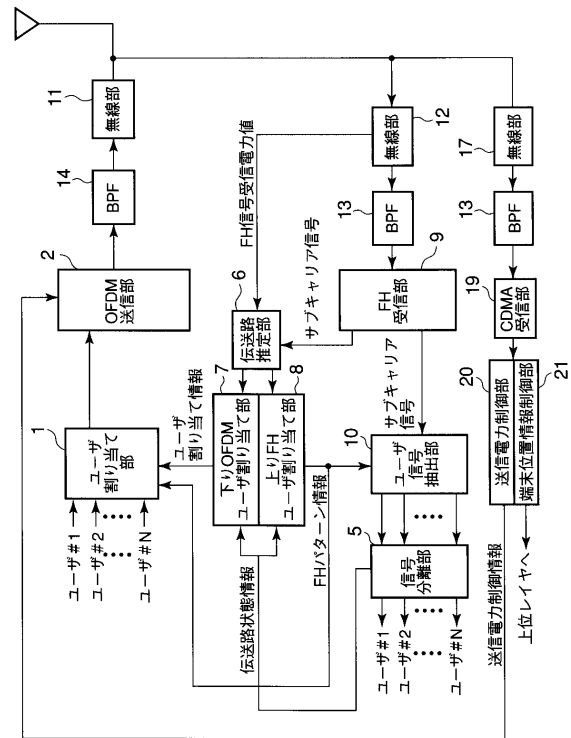 11
無線部
14
BPF
2
OFDM
送信部
1
ユーザ
割り当て
部
ユーザ#1
ユーザ#2
ユーザ#N
ユーザ
割り当て情報
12
無線部
FH信号受信電力値
13
BPF
9
FH
受信部
サブキャリア信号
6
伝送路
推定部
7
下りOFDM
ユーザ割り当て部
8
上りFH
ユーザ割り当て部
サブキャリア
信号
10
ユーザ
信号
抽出部
FHパターン情報
伝送路状態情報
5
信号
分離部
ユーザ#1
ユーザ#2
ユーザ#N
17
無線部
13
BPF
19
CDMA
受信部
20
送信電力制御部
21
端末位置情報制御部
送信電力制御情報
上位レイヤへ